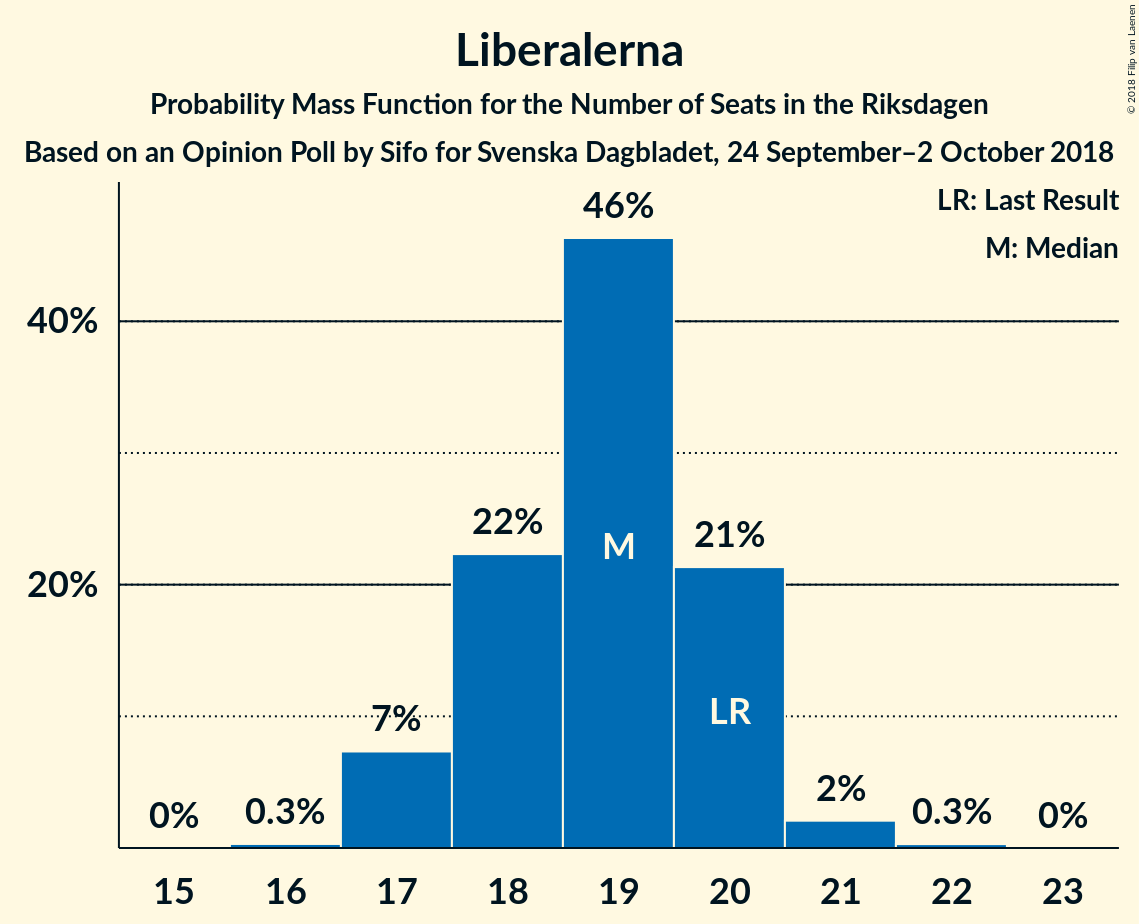 © 2018 Filip van Laenen
Liberalerna
Probability Mass Function for the Number of Seats in the Riksdagen
Based on an Opinion Poll by Sifo for Svenska Dagbladet, 24 September–2 October 2018
LR: Last Result
M: Median
46%
40%
22%
M
21%
20%
LR
7%
2%
0%
0.3%
0.3%
0%
15 16 17 18 19 20 21 22 23